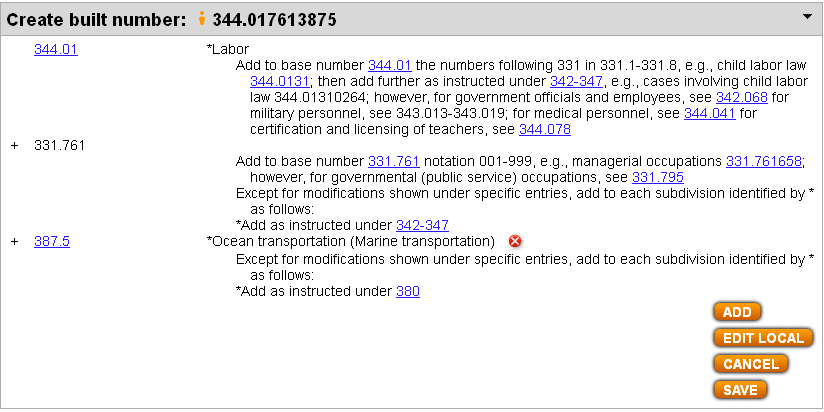 Create built number: 344.017613875
344.01 *Labor
Add to base number 344.01 the numbers following 331 in 331.1-331.8, e.g., child labor law
344.0131; then add further as instructed under 342-347, e.g., cases involving child labor
law 344.01310264; however, for government officials and employees, see 342.068 for
military personnel, see 343.013-343.019; for medical personnel, see 344.041 for
certification and licensing of teachers, see 344.078
+ 331.761
Add to base number 331.761 notation 001-999, e.g., managerial occupations 331.761658;
however, for governmental (public service) occupations, see 331.795
Except for modifications shown under specific entries, add to each subdivision identified by *
as follows:
*Add as instructed under 342-347
+ 387.5 *Ocean transportation (Marine transportation)
Except for modifications shown under specific entries, add to each subdivision identified by *
as follows:
*Add as instructed under 380
ADD
EDIT LOCAL
CANCEL
SAVE